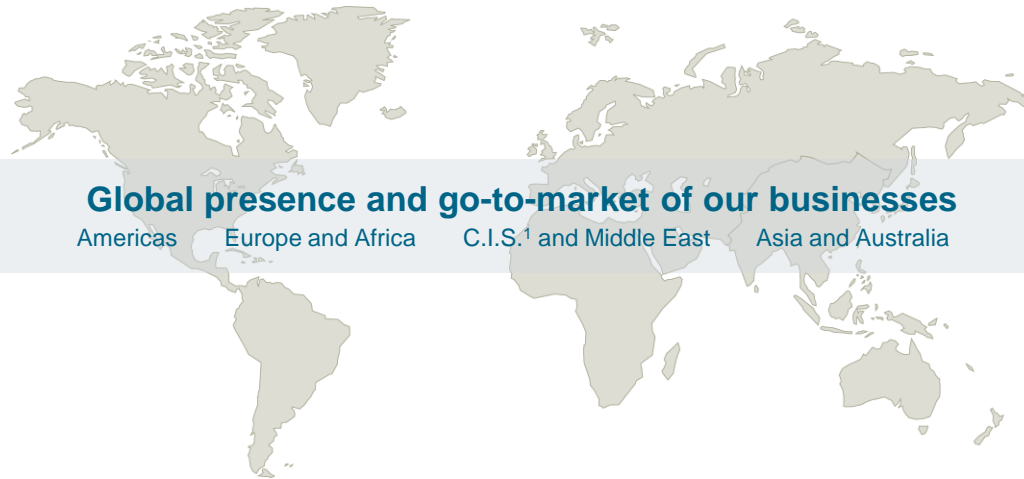 Global presence and go-to-market of our businesses
Americas Europe and Africa C.I.S.¹ and Middle East Asia and Australia